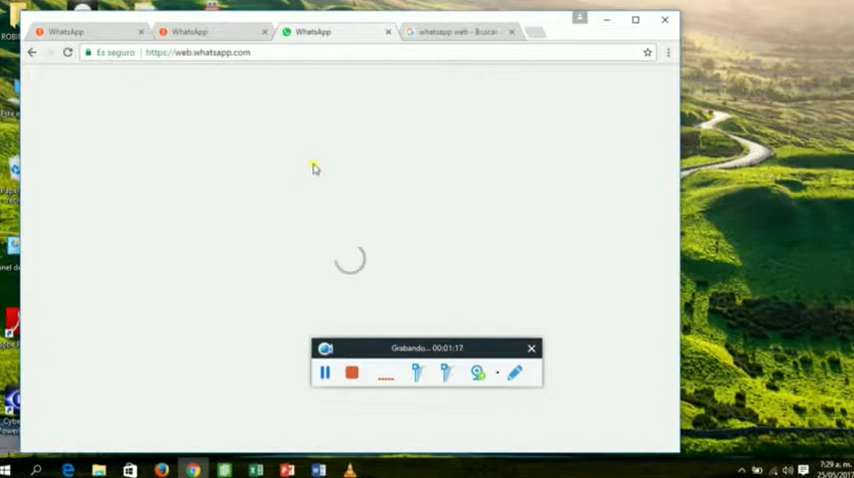 WhatsApp
WhatsApp
WhatsApp
whatsapp web - Buscar
Es seguro
https://web.whatsapp.com
Grabando... 00:01:17
7:29 a. m.
25/05/2017